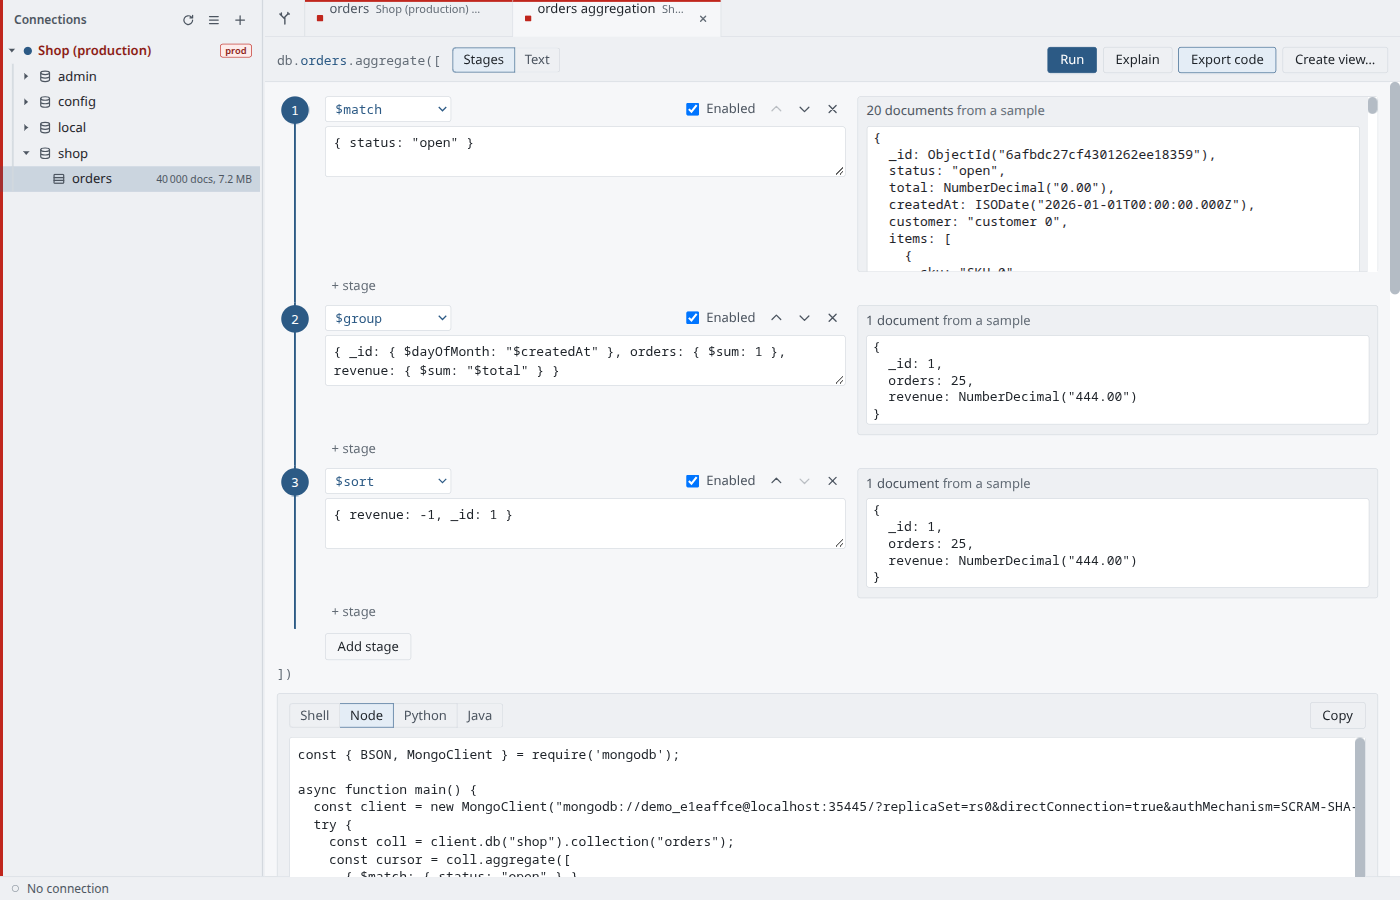 Connections
Shop (production) prod
admin
config
local
shop
orders 40 000 docs, 7.2 MB
orders Shop (production) ...
orders aggregation Sh...
db.orders.aggregate([ Stages Text
Run Explain Export code Create view...
1 $match Enabled
{ status: "open" }
20 documents from a sample
{
  _id: ObjectId("6afbdc27cf4301262ee18359"),
  status: "open",
  total: NumberDecimal("0.00"),
  createdAt: ISODate("2026-01-01T00:00:00.000Z"),
  customer: "customer 0",
  items: [
    {
      sku: "SKU-0"
+ stage
2 $group Enabled
{ _id: { $dayOfMonth: "$createdAt" }, orders: { $sum: 1 },
revenue: { $sum: "$total" } }
1 document from a sample
{
  _id: 1,
  orders: 25,
  revenue: NumberDecimal("444.00")
}
+ stage
3 $sort Enabled
{ revenue: -1, _id: 1 }
1 document from a sample
{
  _id: 1,
  orders: 25,
  revenue: NumberDecimal("444.00")
}
+ stage
Add stage
])
Shell Node Python Java Copy
const { BSON, MongoClient } = require('mongodb');
async function main() {
  const client = new MongoClient("mongodb://demo_e1eaffce@localhost:35445/?replicaSet=rs0&directConnection=true&authMechanism=SCRAM-SHA-
  try {
    const coll = client.db("shop").collection("orders");
    const cursor = coll.aggregate([
      { $match: { status: "open" } }
No connection